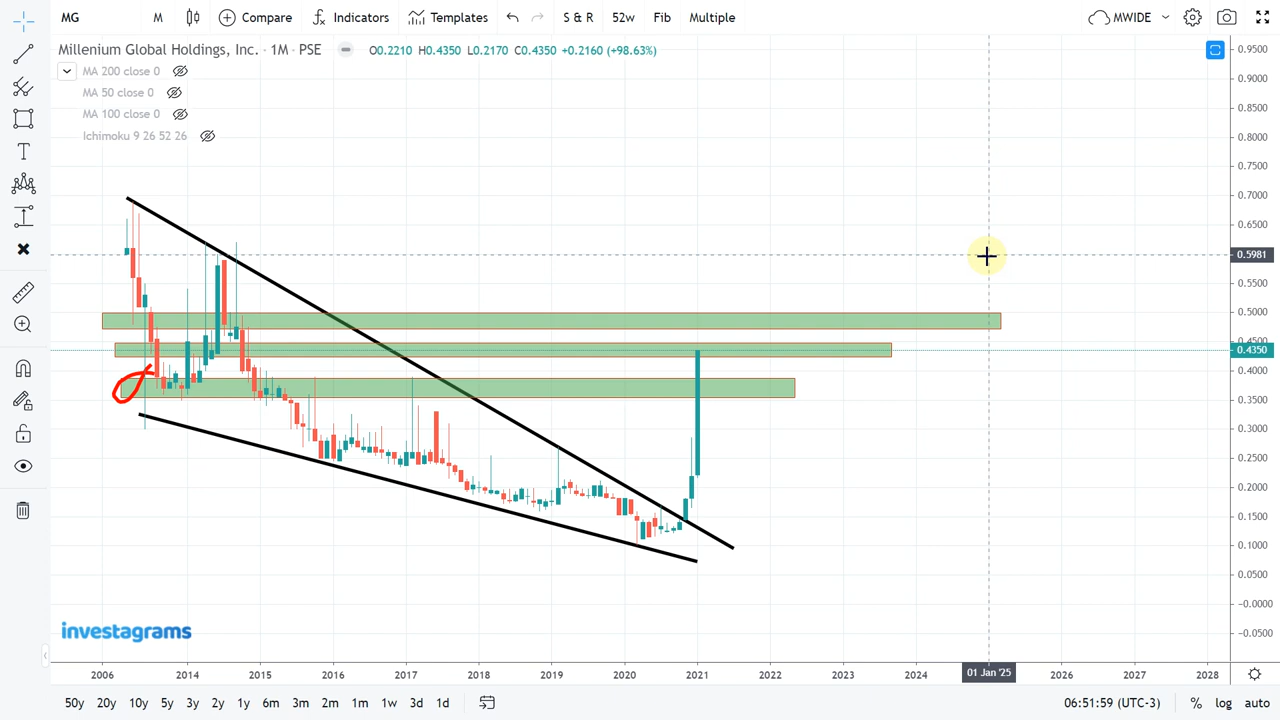 MG M Compare Indicators Templates S & R 52w Fib Multiple MWIDE
Millenium Global Holdings, Inc. · 1M · PSE O0.2210 H0.4350 L0.2170 C0.4350 +0.2160 (+98.63%)
MA 200 close 0
MA 50 close 0
MA 100 close 0
Ichimoku 9 26 52 26
0.9500
0.9000
0.8500
0.8000
0.7500
0.7000
0.6500
0.5981
0.5500
0.5000
0.4500
0.4350
0.4000
0.3500
0.3000
0.2500
0.2000
0.1500
0.1000
0.0500
−0.0000
−0.0500
investagrams
2006 2014 2015 2016 2017 2018 2019 2020 2021 2022 2023 2024 01 Jan '25 2026 2027 2028
50y 20y 10y 5y 3y 2y 1y 6m 3m 2m 1m 1w 3d 1d 06:51:59 (UTC-3) % log auto